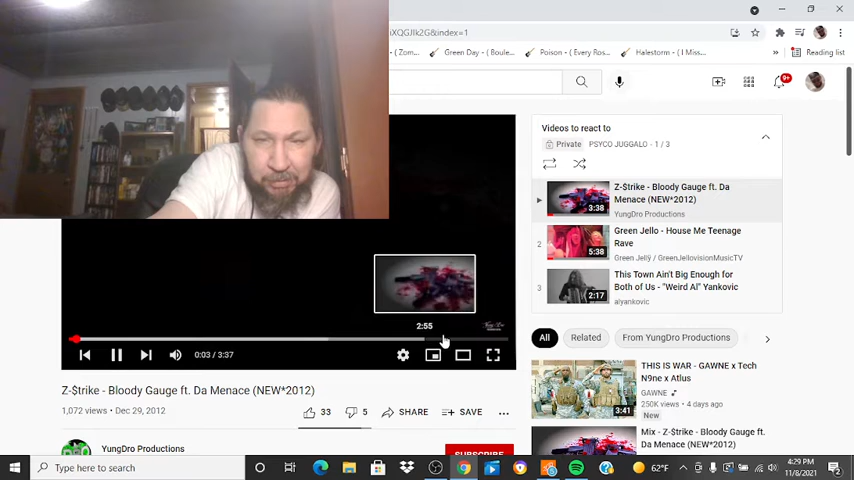 iXQGJIk2G&index=1
( Zom...
Green Day - ( Boule...
Poison - ( Every Ros...
Halestorm - ( I Miss...
»
Reading list
9+
Videos to react to
Private PSYCO JUGGALO - 1 / 3
Z-$trike - Bloody Gauge ft. Da
Menace (NEW*2012)
YungDro Productions
3:38
2
Green Jello - House Me Teenage
Rave
Green Jellÿ / GreenJellovisionMusicTV
5:38
3
This Town Ain't Big Enough for
Both of Us - "Weird Al" Yankovic
alyankovic
2:17
2:55
0:03 / 3:37
All
Related
From YungDro Productions
Z-$trike - Bloody Gauge ft. Da Menace (NEW*2012)
1,072 views • Dec 29, 2012
33
5
SHARE
SAVE
YungDro Productions
SUBSCRIBE
THIS IS WAR - GAWNE x Tech
N9ne x Atlus
GAWNE
250K views • 4 days ago
New
3:41
Mix - Z-$trike - Bloody Gauge ft.
Da Menace (NEW*2012)
Type here to search
62°F
4:29 PM
11/8/2021
2